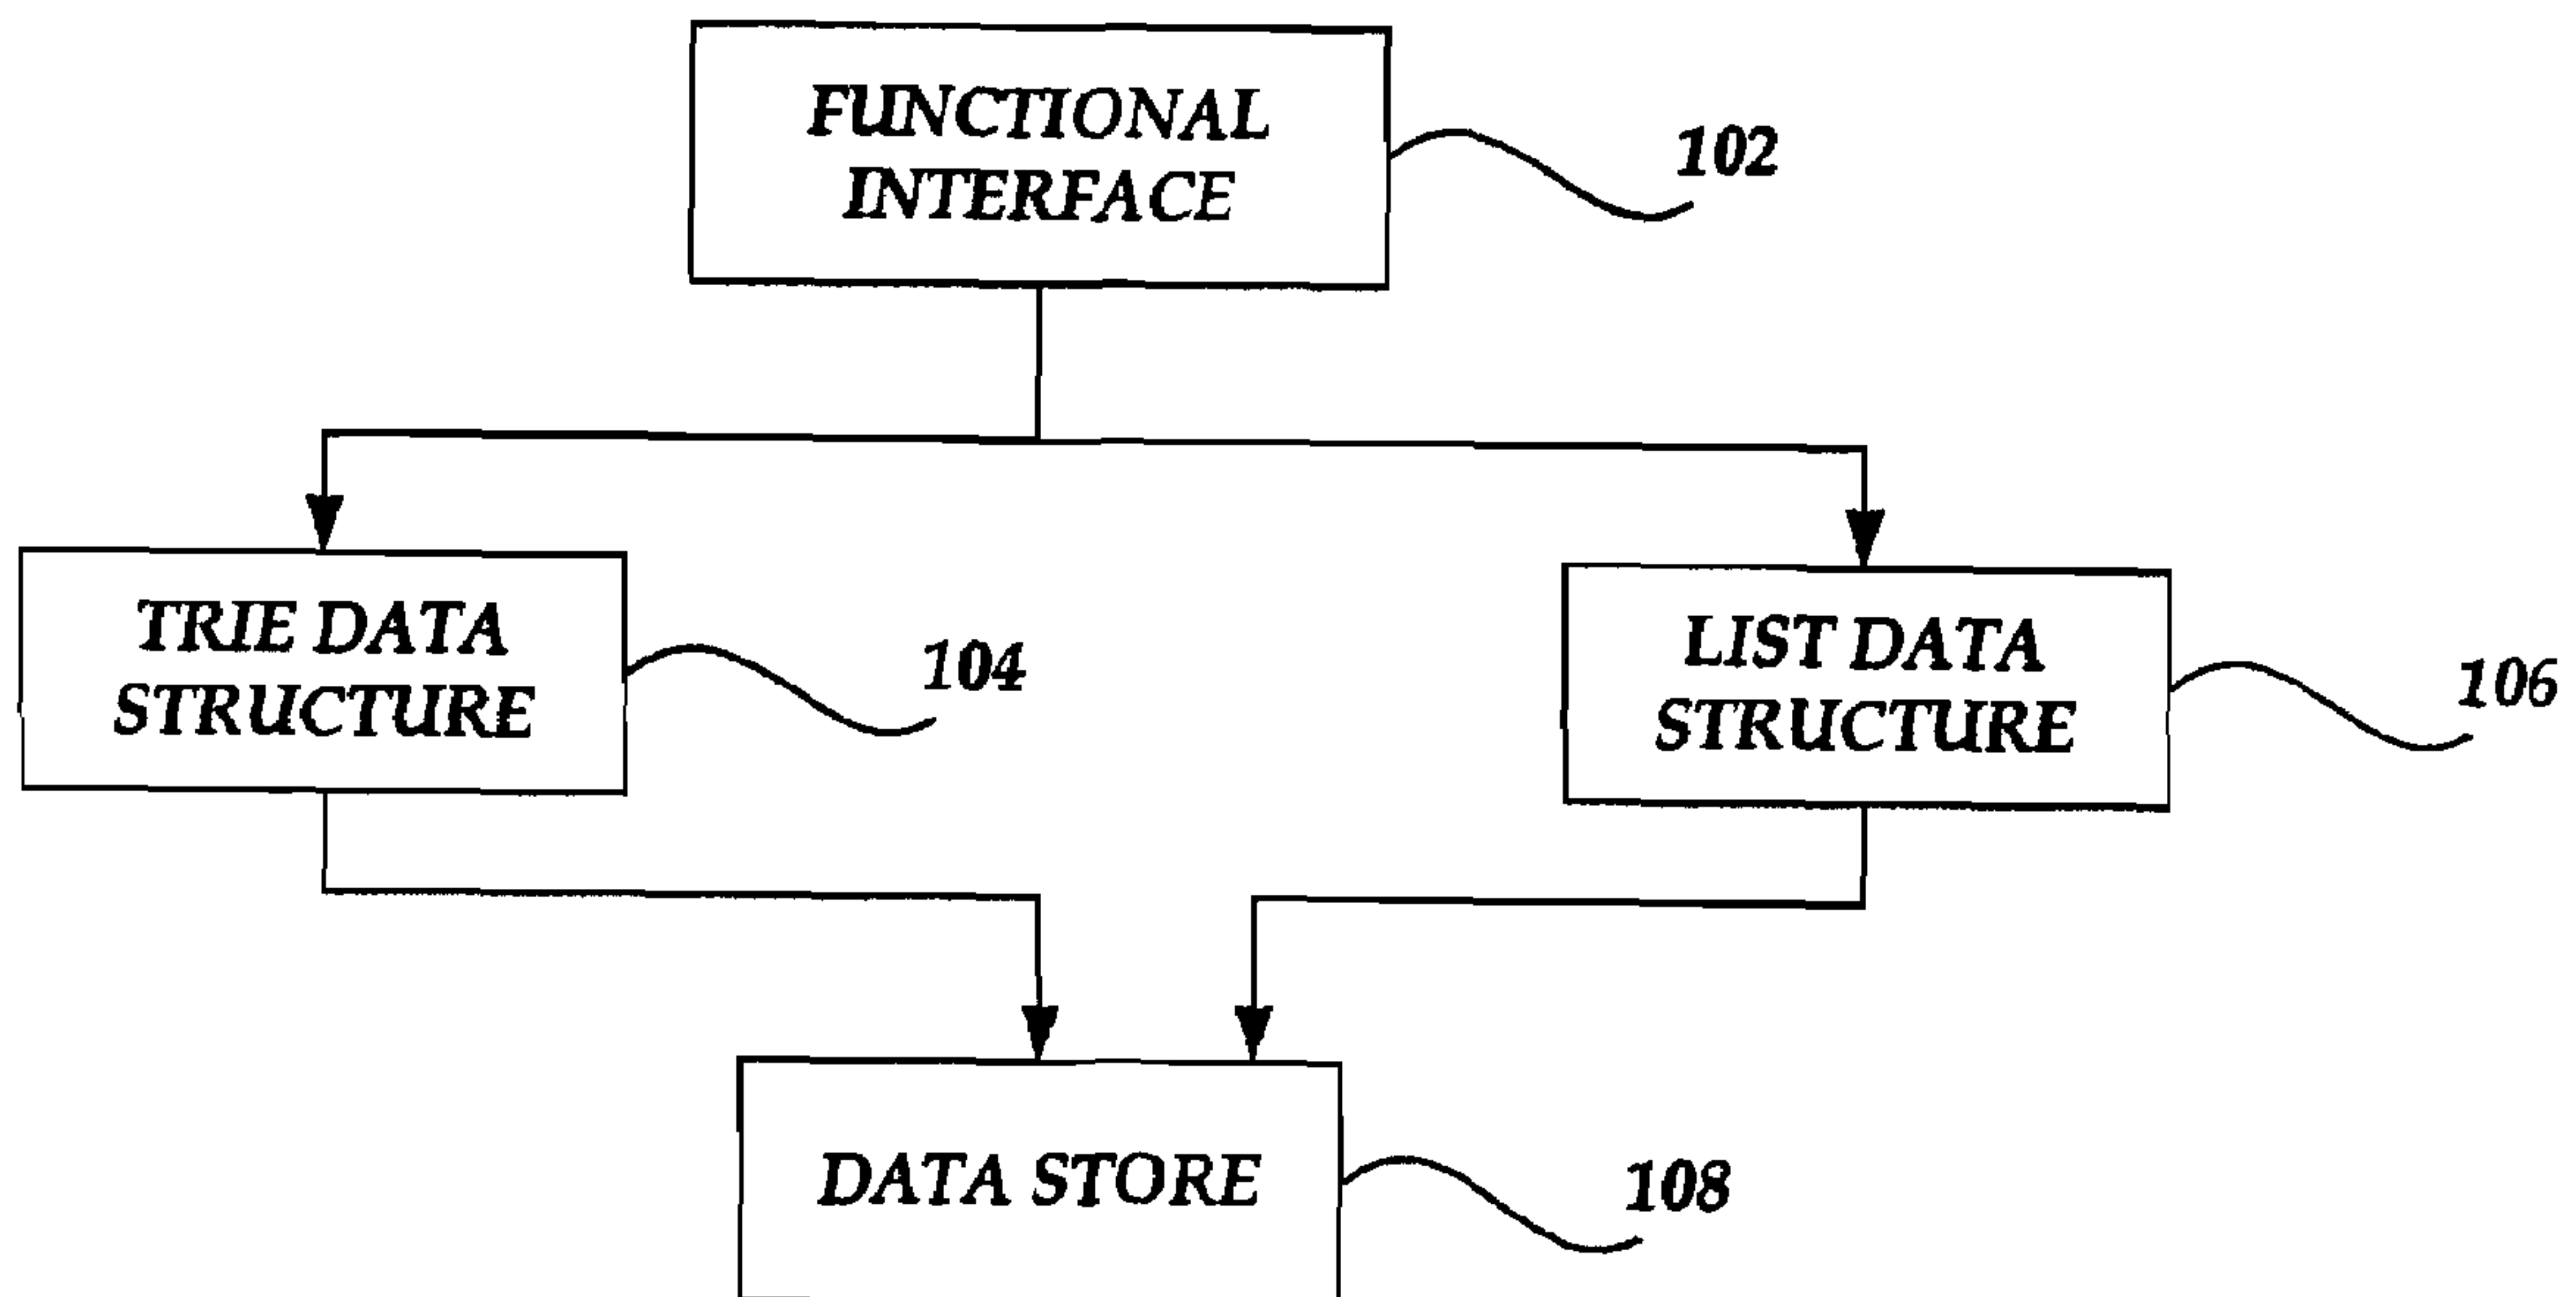 FUNCTIONAL
INTERFACE
102
TRIE DATA
STRUCTURE
104
LIST DATA
STRUCTURE
106
DATA STORE
108